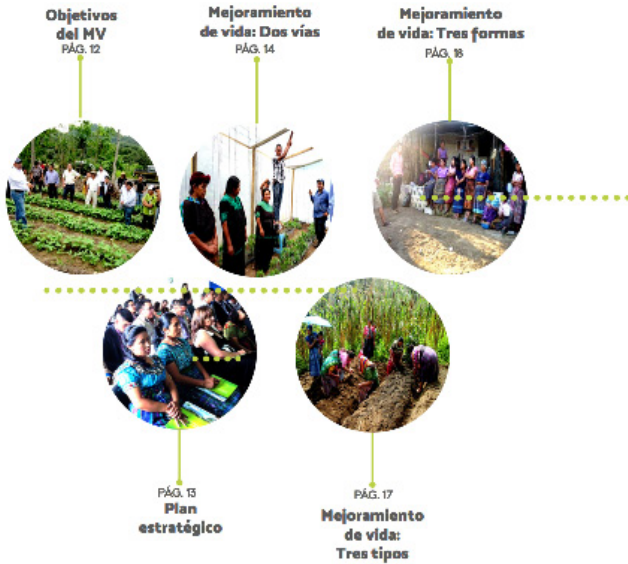 Objetivos
del MV
PÁG. 12
Mejoramiento
de vida: Dos vías
PÁG. 14
Mejoramiento
de vida: Tres formas
PÁG. 18
PÁG. 13
Plan
estratégico
PÁG. 17
Mejoramiento
de vida:
Tres tipos